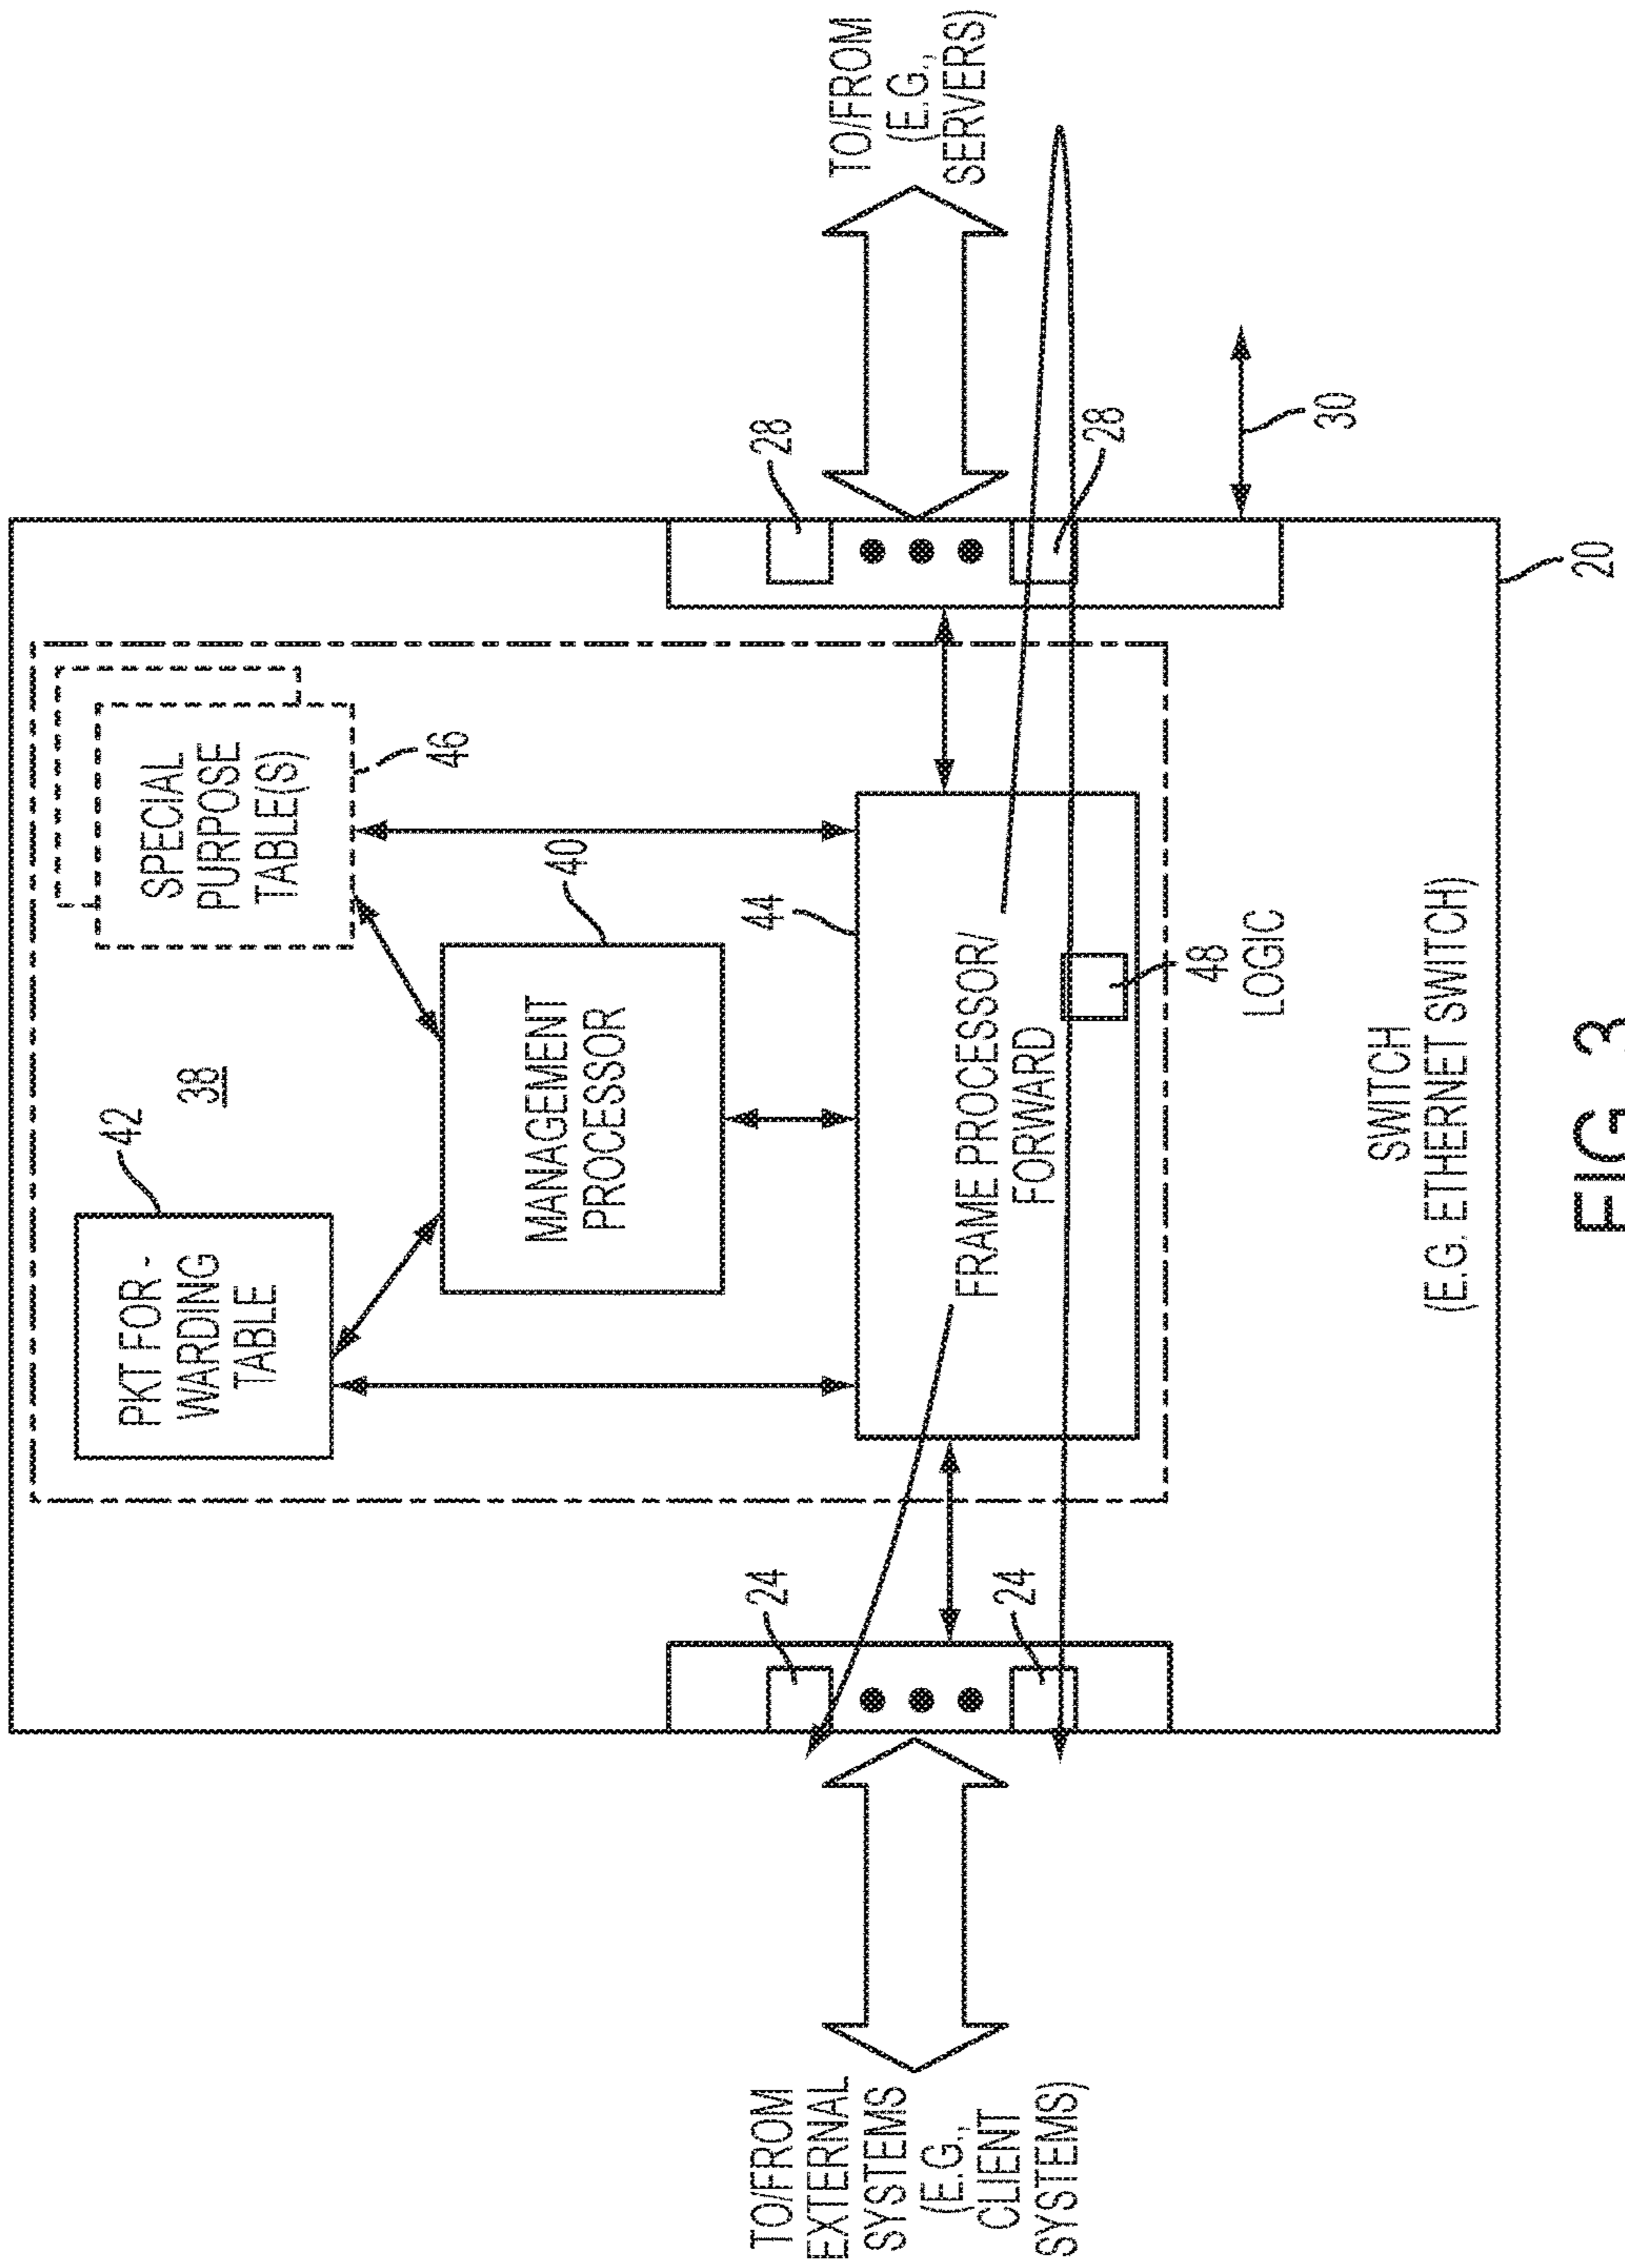 42
38
PKT FOR -
WARDING
TABLE
SPECIAL
PURPOSE
TABLE(S)
46
40
MANAGEMENT
PROCESSOR
44
FRAME PROCESSOR/
FORWARD
48
LOGIC
24
24
28
28
TO/FROM
EXTERNAL
SYSTEMS
(E.G.,
CLIENT
SYSTEMS)
TO/FROM
(E.G.,
SERVERS)
30
20
SWITCH
(E.G. ETHERNET SWITCH)
FIG. 3